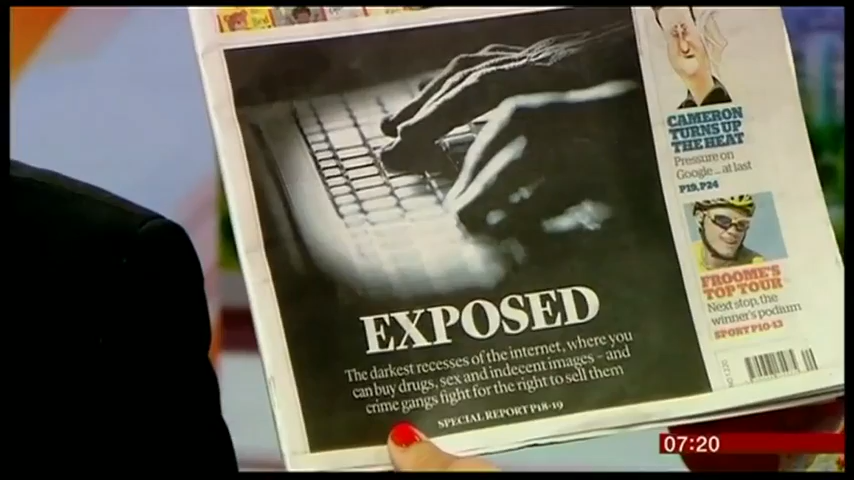 EXPOSED
The darkest recesses of the internet, where you
can buy drugs, sex and indecent images – and
crime gangs fight for the right to sell them
SPECIAL REPORT P18-19
CAMERON
TURNS UP
THE HEAT
Pressure on
Google ... at last
P19, P24
FROOME'S
TOP TOUR
Next stop, the
winner's podium
SPORT P10-13
07:20